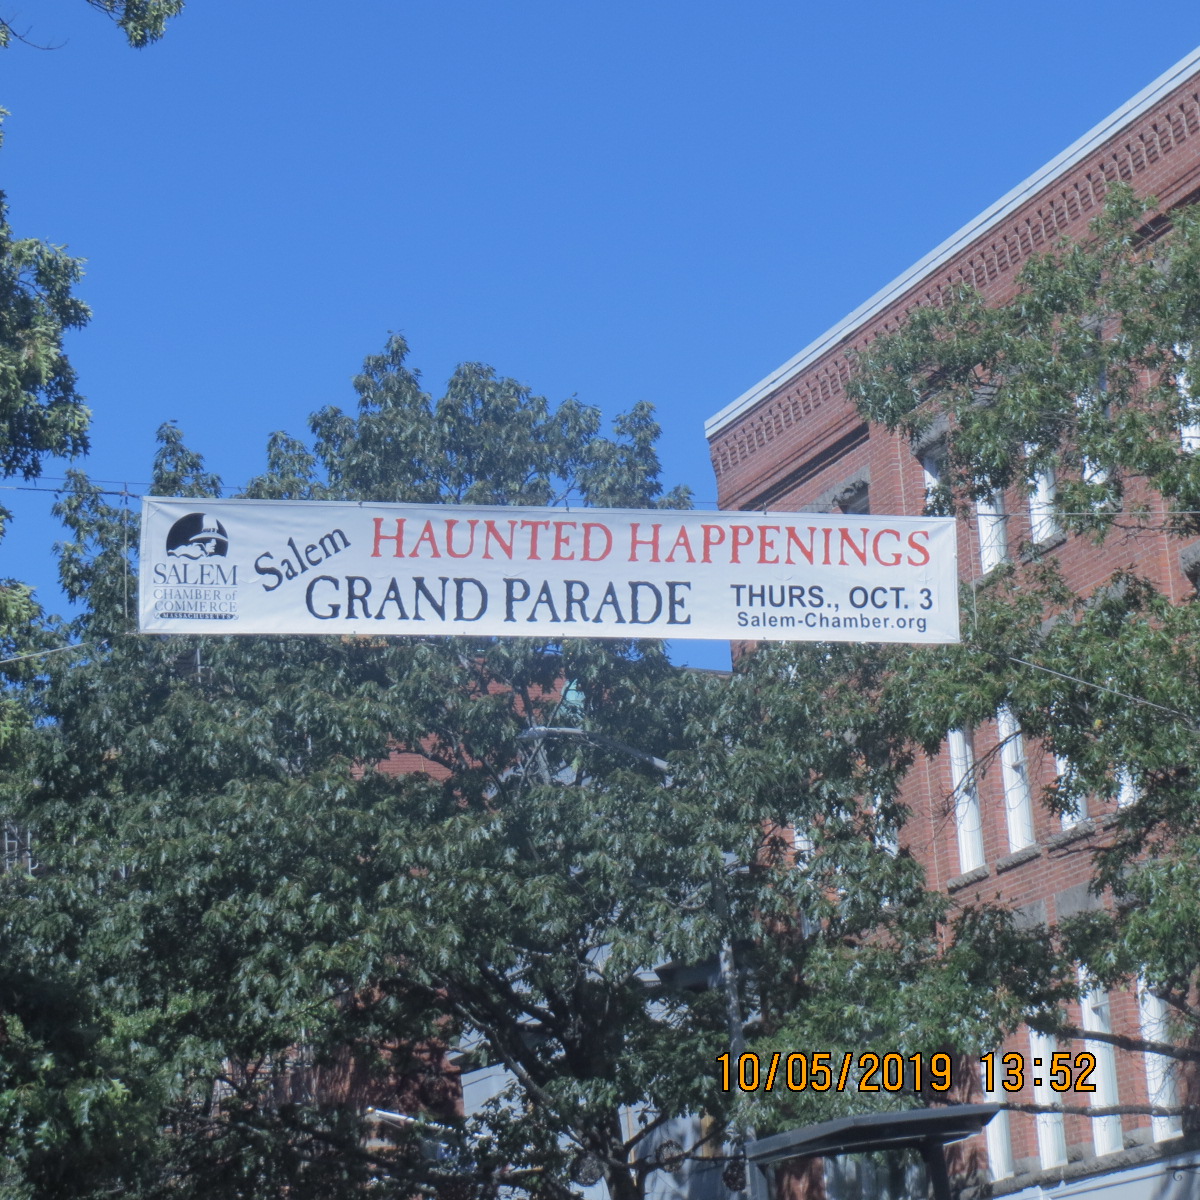 SALEM
CHAMBER of
COMMERCE
MASSACHUSETTS
Salem
HAUNTED HAPPENINGS
GRAND PARADE
THURS., OCT. 3
Salem-Chamber.org
10/05/2019 13:52